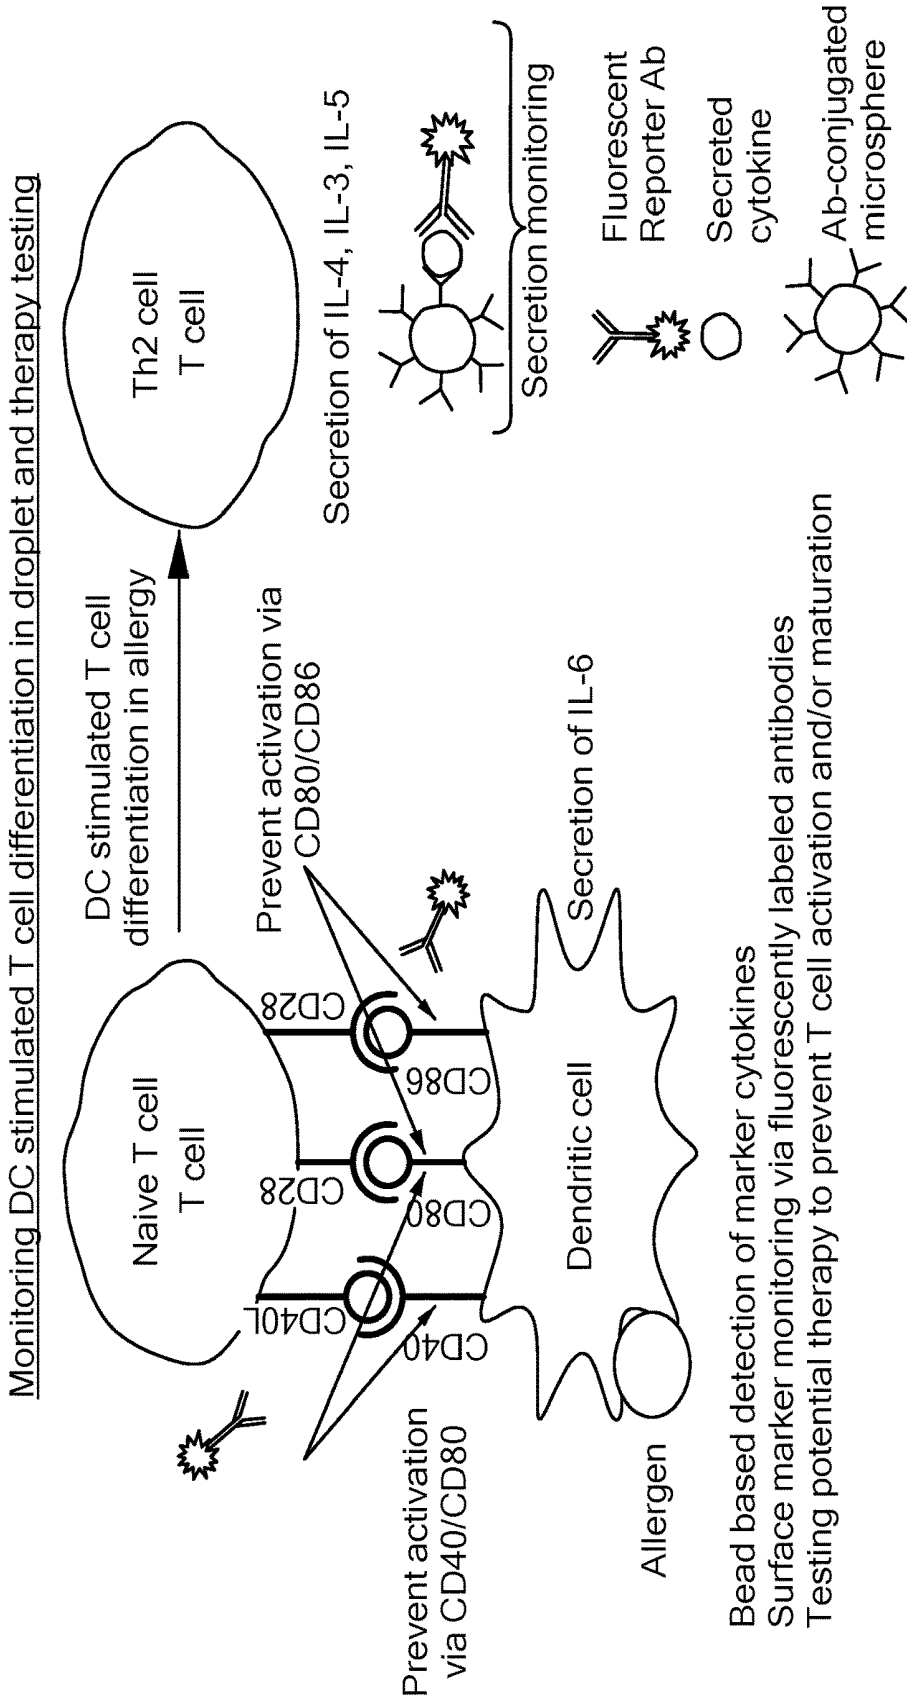 Monitoring DC stimulated T cell differentiation in droplet and therapy testing
Naive T cell
T cell
DC stimulated T cell
differentiation in allergy
Th2 cell
T cell
Prevent activation via
CD80/CD86
Secretion of IL-4, IL-3, IL-5
CD40L
CD28
CD28
Prevent activation
via CD40/CD80
CD40
CD80
CD86
Secretion monitoring
Dendritic cell
Secretion of IL-6
Allergen
Fluorescent
Reporter Ab
Secreted
cytokine
Ab-conjugated
microsphere
Bead based detection of marker cytokines
Surface marker monitoring via fluorescently labeled antibodies
Testing potential therapy to prevent T cell activation and/or maturation